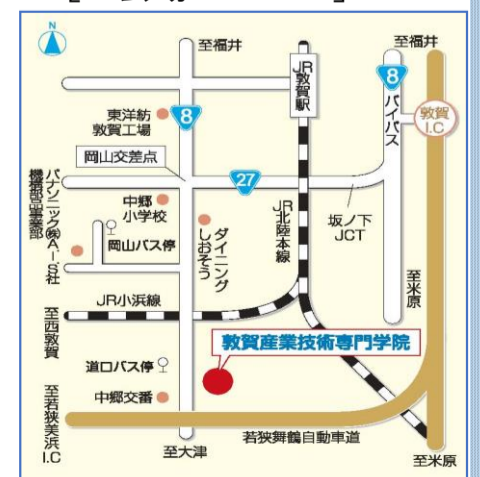 N
至福井
至福井
JR敦賀駅
8
バイパス
敦賀
I.C
東洋紡
敦賀工場
8
岡山交差点
27
坂ノ下
JCT
パナソニック㈱A・I・S社
機構部品事業部
中郷
小学校
岡山バス停
ダイニング
しおそう
JR北陸本線
JR小浜線
至米原
至西敦賀
敦賀産業技術専門学院
道口バス停
中郷交番
至若狭美浜I.C
若狭舞鶴自動車道
至大津
至米原